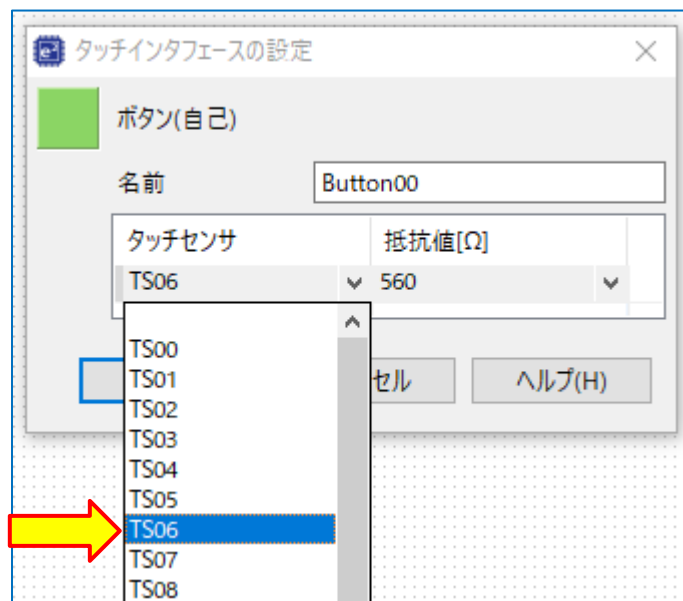 e²
タッチインタフェースの設定
ボタン(自己)
名前 Button00
タッチセンサ 抵抗値[Ω]
TS06 560
TS00
TS01
セル ヘルプ(H)
TS02
TS03
TS04
TS05
TS06
TS07
TS08